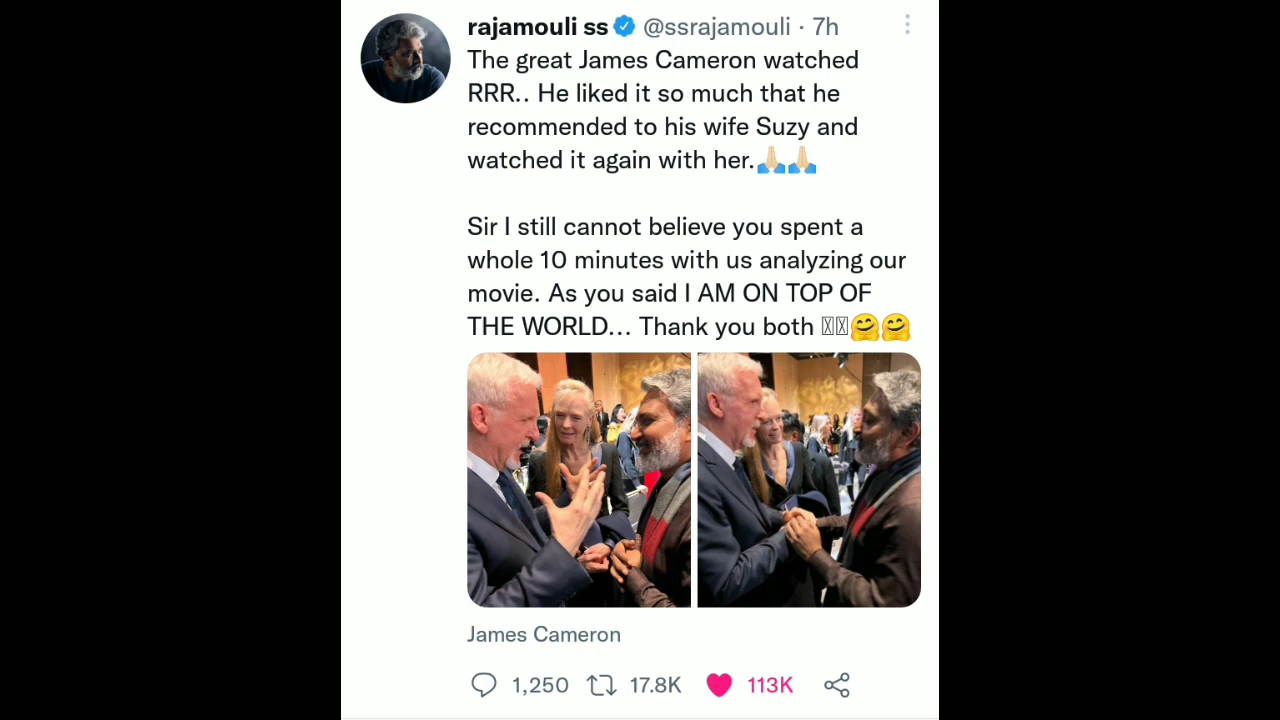 rajamouli ss @ssrajamouli · 7h
The great James Cameron watched
RRR.. He liked it so much that he
recommended to his wife Suzy and
watched it again with her.🙏🏻🙏🏻
Sir I still cannot believe you spent a
whole 10 minutes with us analyzing our
movie. As you said I AM ON TOP OF
THE WORLD... Thank you both 🤗🤗
James Cameron
1,250 17.8K 113K